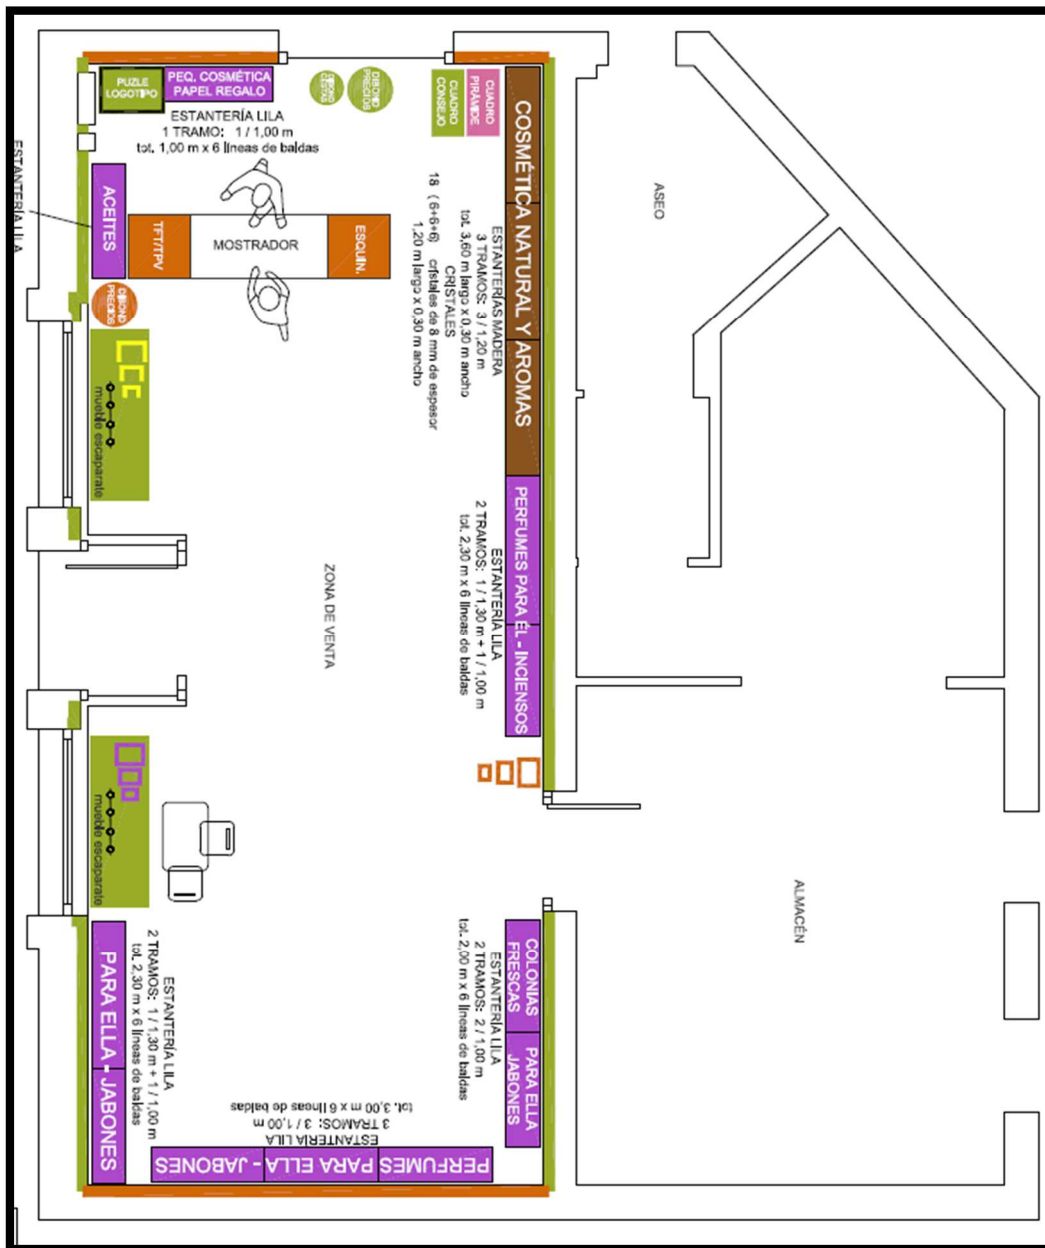 PUZLE
LOGOTIPO
PEQ. COSMÉTICA
PAPEL REGALO
ESTANTERÍA LILA
1 TRAMO: 1 / 1,00 m
tot. 1,00 m x 6 líneas de baldas
DIBOND
CESTAS
DIBOND
PRECIOS
CUADRO
CONSEJO
CUADRO
PIRÁMIDE
COSMÉTICA NATURAL Y AROMAS
ESTANTERÍAS MADERA
3 TRAMOS: 3 / 1,20 m
tot. 3,60 m largo x 0,30 m ancho
CRISTALES
18 (6+6+6) cristales de 8 mm de espesor
1,20 m largo x 0,30 m ancho
ASEO
ESTANTERÍA LILA
ACEITES
TFT/TPV
MOSTRADOR
ESQUIN.
DIBOND
PRECIOS
mueble escaparate
PERFUMES PARA ÉL - INCIENSOS
ESTANTERÍA LILA
2 TRAMOS: 1 / 1,30 m + 1 / 1,00 m
tot. 2,30 m x 6 líneas de baldas
ZONA DE VENTA
mueble escaparate
ALMACÉN
PARA ELLA - JABONES
ESTANTERÍA LILA
2 TRAMOS: 1 / 1,30 m + 1 / 1,00 m
tot. 2,30 m x 6 líneas de baldas
COLONIAS
FRESCAS
PARA ELLA
JABONES
ESTANTERÍA LILA
2 TRAMOS: 2 / 1,00 m
tot. 2,00 m x 6 líneas de baldas
PERFUMES PARA ELLA - JABONES
ESTANTERÍA LILA
3 TRAMOS: 3 / 1,00 m
tot. 3,00 m x 6 líneas de baldas